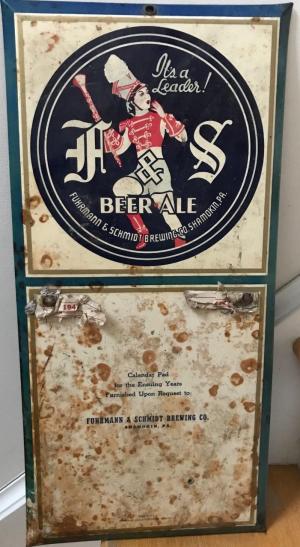 It's a
Leader!
F S
F&S
BEER ALE
FUHRMANN & SCHMIDT BREWING CO. SHAMOKIN, PA.
194
Calendar Pad
for the Ensuing Years
Furnished Upon Request to:
FUHRMANN & SCHMIDT BREWING CO.
SHAMOKIN, PA.